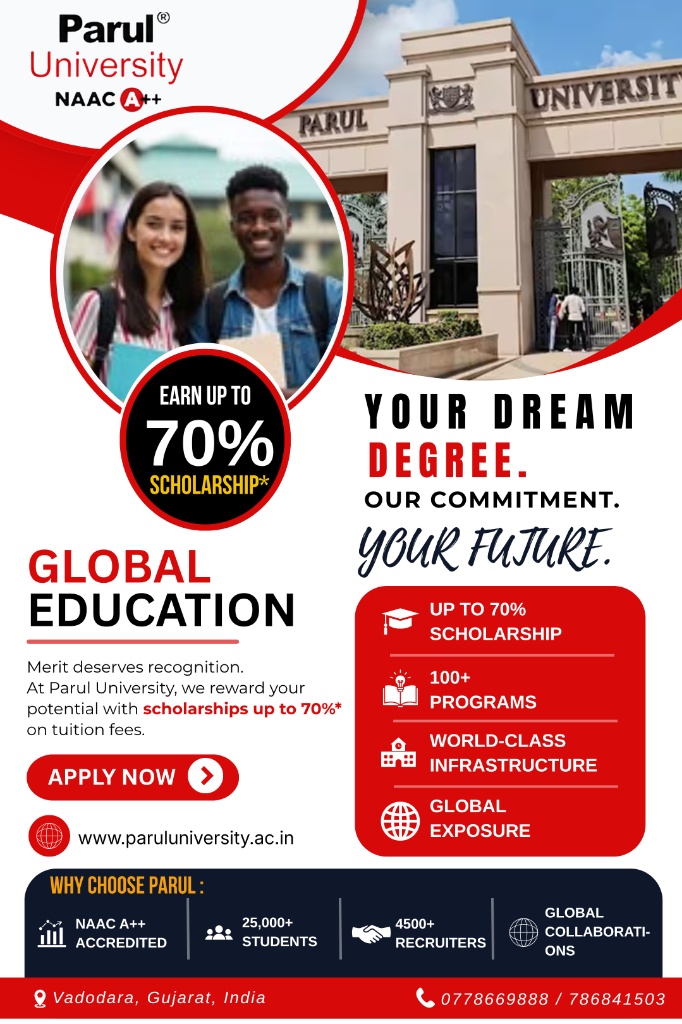 Parul®
University
NAAC A++
PARUL UNIVERSITY
EARN UP TO
70%
SCHOLARSHIP*
YOUR DREAM
DEGREE.
OUR COMMITMENT.
YOUR FUTURE.
GLOBAL
EDUCATION
Merit deserves recognition.
At Parul University, we reward your
potential with scholarships up to 70%*
on tuition fees.
APPLY NOW
www.paruluniversity.ac.in
UP TO 70%
SCHOLARSHIP
100+
PROGRAMS
WORLD-CLASS
INFRASTRUCTURE
GLOBAL
EXPOSURE
WHY CHOOSE PARUL :
NAAC A++
ACCREDITED
25,000+
STUDENTS
4500+
RECRUITERS
GLOBAL
COLLABORATI-
ONS
Vadodara, Gujarat, India
0778669888 / 786841503